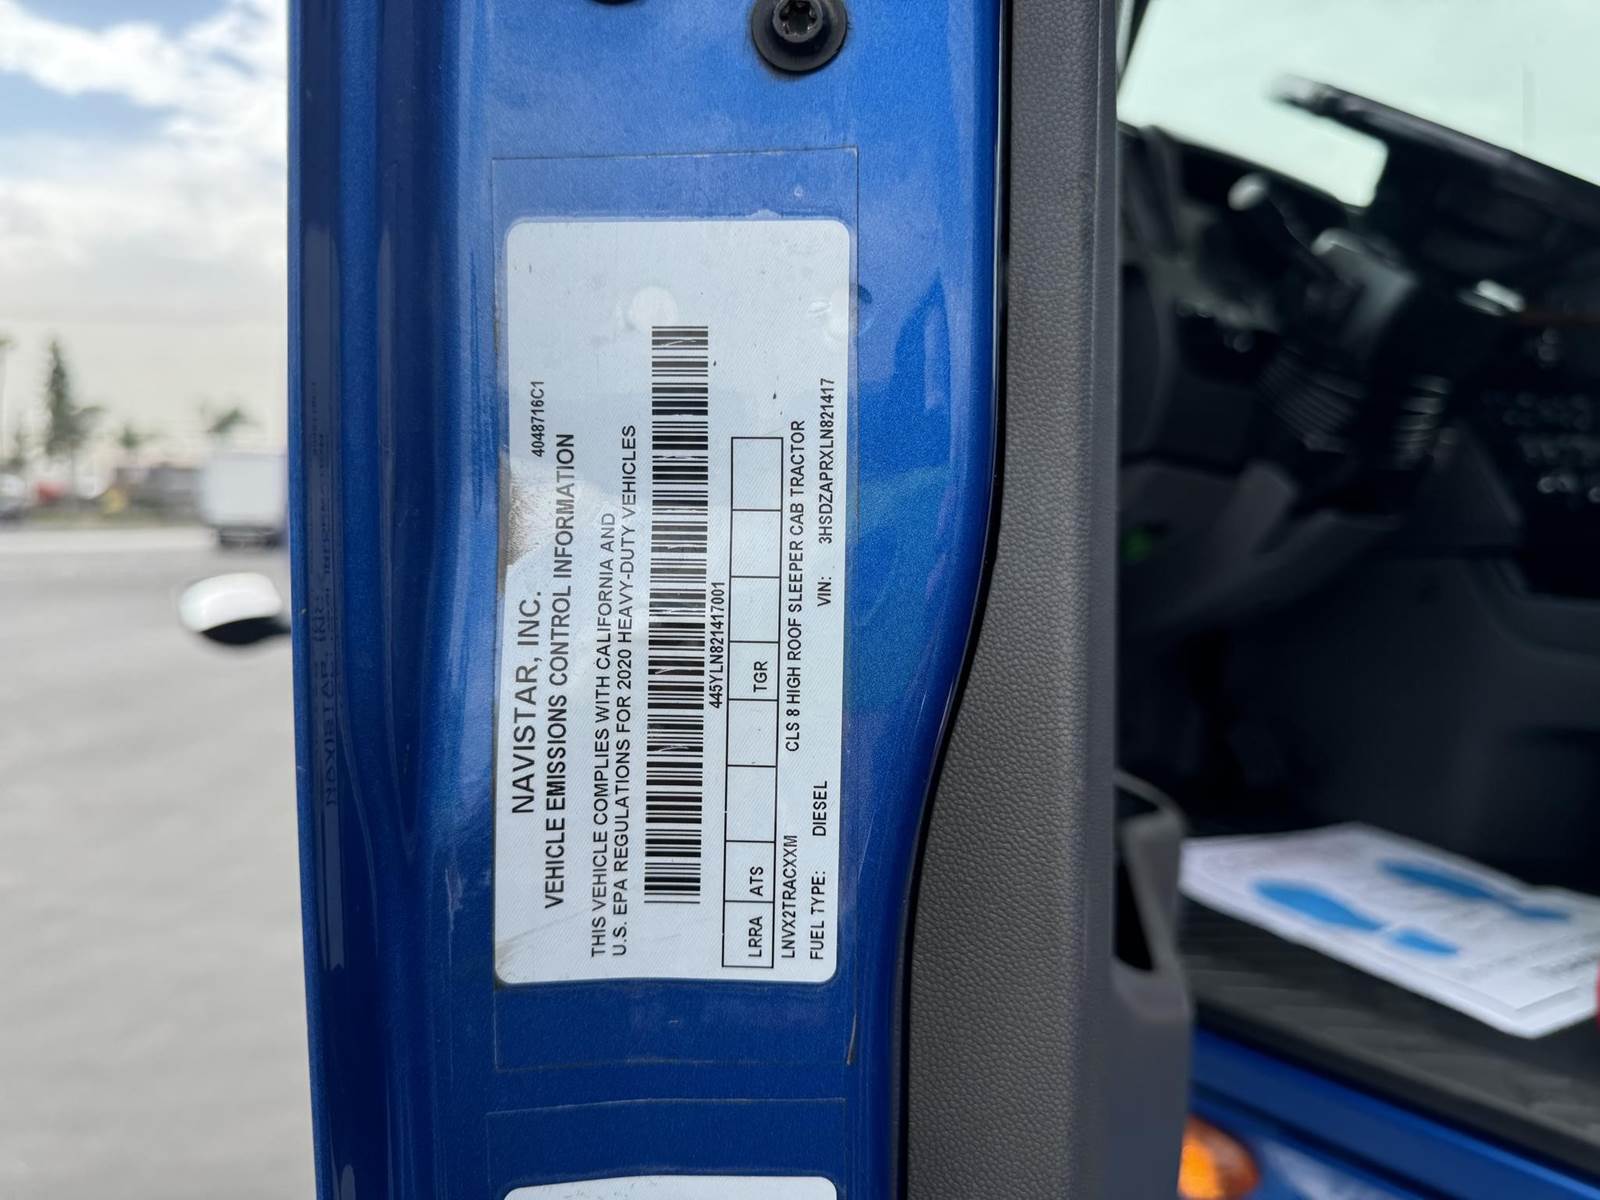 4048716C1
NAVISTAR, INC.
VEHICLE EMISSIONS CONTROL INFORMATION
THIS VEHICLE COMPLIES WITH CALIFORNIA AND
U.S. EPA REGULATIONS FOR 2020 HEAVY-DUTY VEHICLES
445YLN821417001
LRRA ATS TGR
LNVX2TRACXXM CLS 8 HIGH ROOF SLEEPER CAB TRACTOR
FUEL TYPE: DIESEL VIN: 3HSDZAPRXLN821417